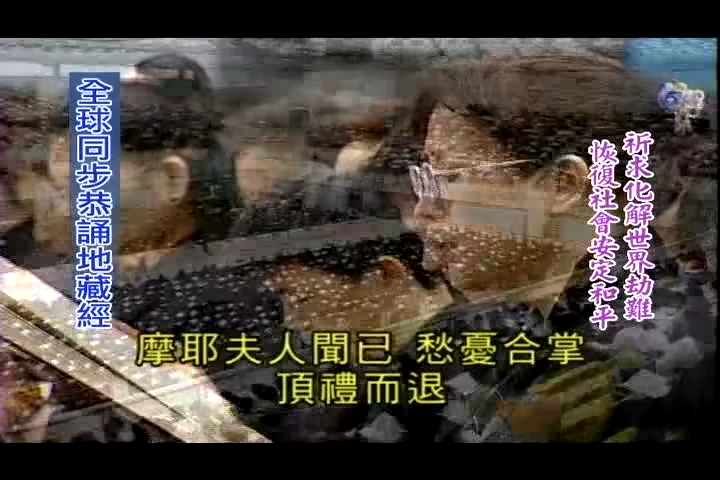 全球同步恭誦地藏經
祈求化解世界劫難
恢復社會安定和平
摩耶夫人聞已 愁憂合掌
頂禮而退